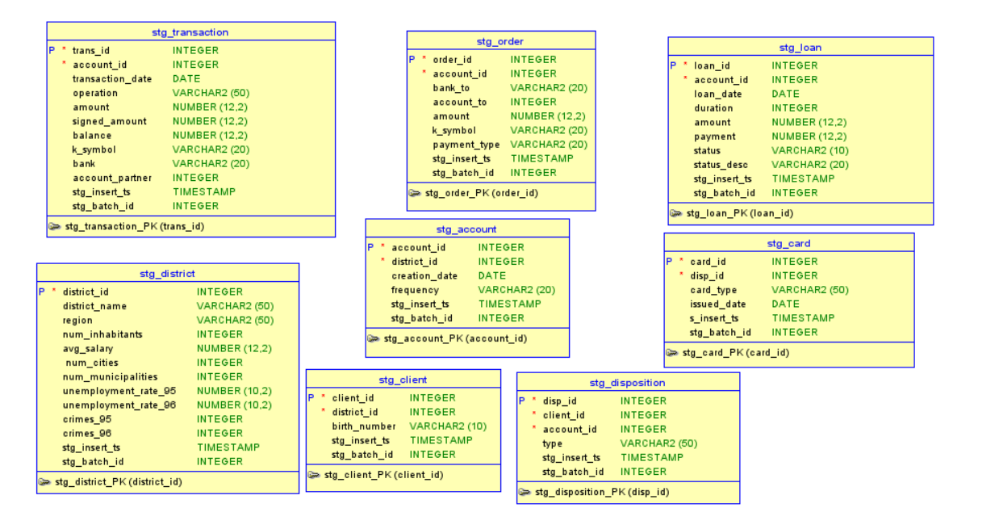 stg_transaction
P * trans_id INTEGER
* account_id INTEGER
transaction_date DATE
operation VARCHAR2 (50)
amount NUMBER (12,2)
signed_amount NUMBER (12,2)
balance NUMBER (12,2)
k_symbol VARCHAR2 (20)
bank VARCHAR2 (20)
account_partner INTEGER
stg_insert_ts TIMESTAMP
stg_batch_id INTEGER
stg_transaction_PK (trans_id)
stg_order
P * order_id INTEGER
* account_id INTEGER
bank_to VARCHAR2 (20)
account_to INTEGER
amount NUMBER (12,2)
k_symbol VARCHAR2 (20)
payment_type VARCHAR2 (20)
stg_insert_ts TIMESTAMP
stg_batch_id INTEGER
stg_order_PK (order_id)
stg_loan
P * loan_id INTEGER
* account_id INTEGER
loan_date DATE
duration INTEGER
amount NUMBER (12,2)
payment NUMBER (12,2)
status VARCHAR2 (10)
status_desc VARCHAR2 (20)
stg_insert_ts TIMESTAMP
stg_batch_id INTEGER
stg_loan_PK (loan_id)
stg_account
P * account_id INTEGER
* district_id INTEGER
creation_date DATE
frequency VARCHAR2 (20)
stg_insert_ts TIMESTAMP
stg_batch_id INTEGER
stg_account_PK (account_id)
stg_card
P * card_id INTEGER
* disp_id INTEGER
card_type VARCHAR2 (50)
issued_date DATE
s_insert_ts TIMESTAMP
stg_batch_id INTEGER
stg_card_PK (card_id)
stg_district
P * district_id INTEGER
district_name VARCHAR2 (50)
region VARCHAR2 (50)
num_inhabitants INTEGER
avg_salary NUMBER (12,2)
num_cities INTEGER
num_municipalities INTEGER
unemployment_rate_95 NUMBER (10,2)
unemployment_rate_96 NUMBER (10,2)
crimes_95 INTEGER
crimes_96 INTEGER
stg_insert_ts TIMESTAMP
stg_batch_id INTEGER
stg_district_PK (district_id)
stg_client
P * client_id INTEGER
* district_id INTEGER
birth_number VARCHAR2 (10)
stg_insert_ts TIMESTAMP
stg_batch_id INTEGER
stg_client_PK (client_id)
stg_disposition
P * disp_id INTEGER
* client_id INTEGER
* account_id INTEGER
type VARCHAR2 (50)
stg_insert_ts TIMESTAMP
stg_batch_id INTEGER
stg_disposition_PK (disp_id)